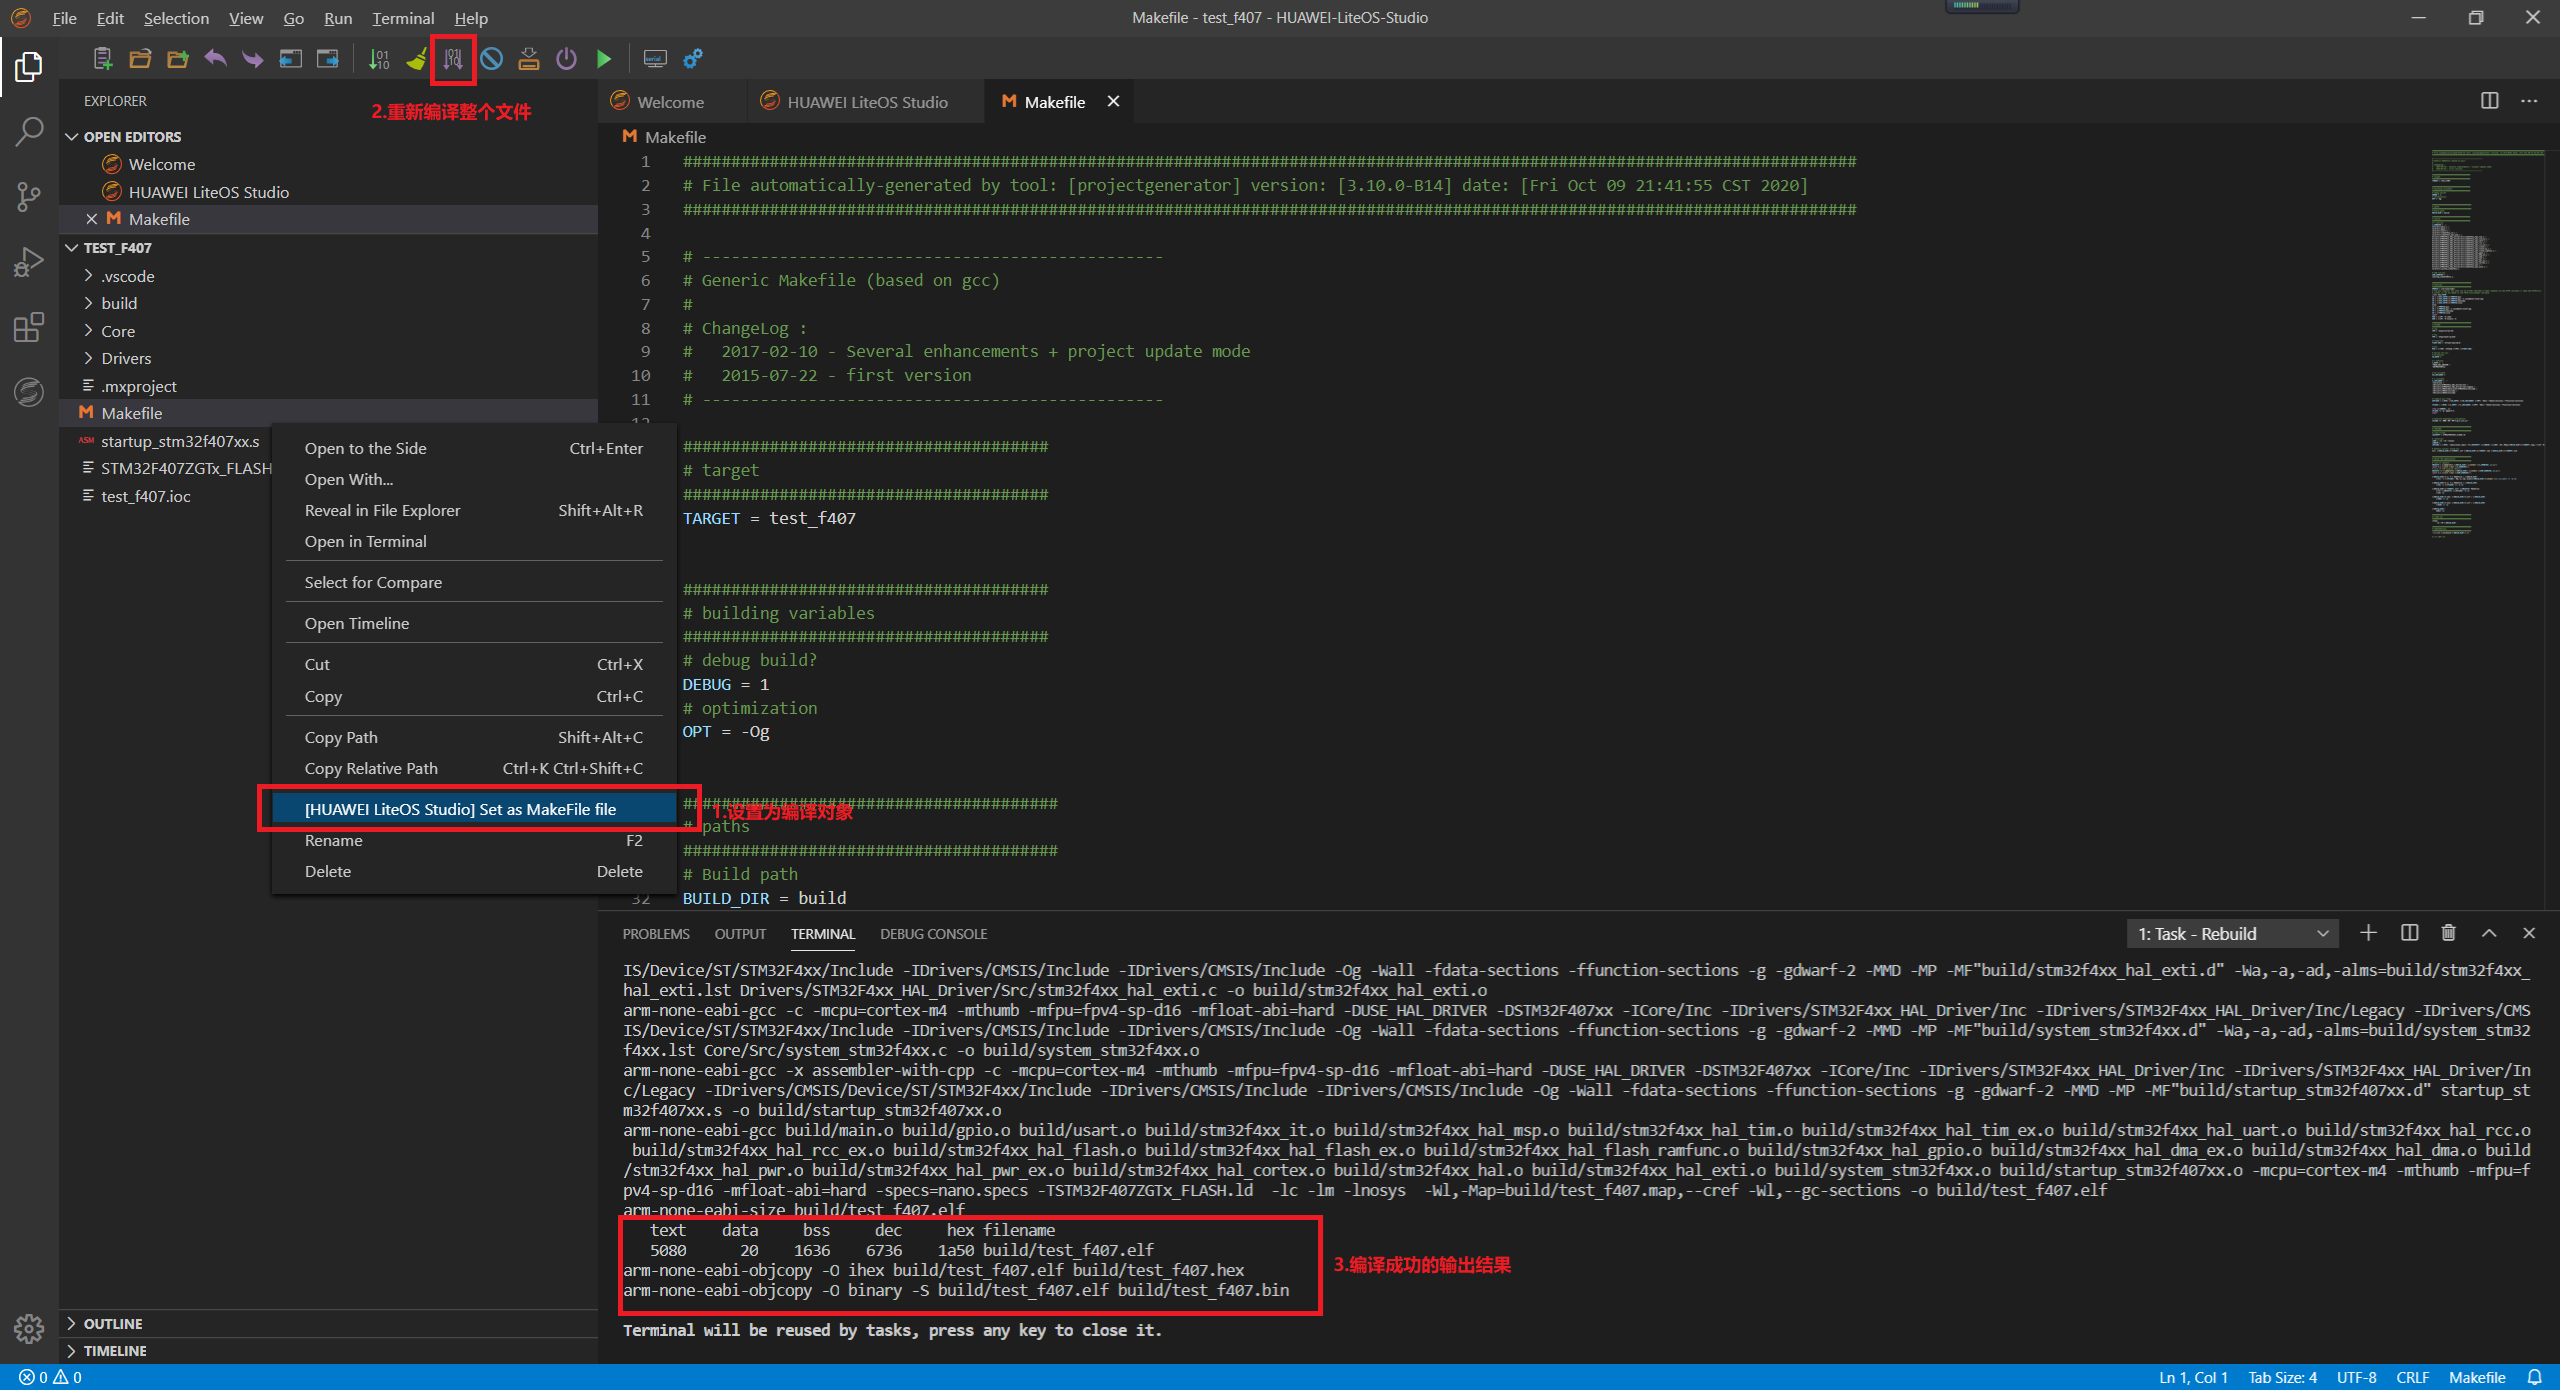 File Edit Selection View Go Run Terminal Help
Makefile - test_f407 - HUAWEI-LiteOS-Studio
2.重新编译整个文件
EXPLORER
OPEN EDITORS
Welcome
HUAWEI LiteOS Studio
Makefile
TEST_F407
.vscode
build
Core
Drivers
.mxproject
Makefile
startup_stm32f407xx.s
STM32F407ZGTx_FLASH
test_f407.ioc
Open to the Side Ctrl+Enter
Open With...
Reveal in File Explorer Shift+Alt+R
Open in Terminal
Select for Compare
Open Timeline
Cut Ctrl+X
Copy Ctrl+C
Copy Path Shift+Alt+C
Copy Relative Path Ctrl+K Ctrl+Shift+C
[HUAWEI LiteOS Studio] Set as MakeFile file
Rename F2
Delete Delete
1.设置为编译对象
OUTLINE
TIMELINE
Welcome HUAWEI LiteOS Studio Makefile
Makefile
1 ##########################################################################################################################
2 # File automatically-generated by tool: [projectgenerator] version: [3.10.0-B14] date: [Fri Oct 09 21:41:55 CST 2020]
3 ##########################################################################################################################
4
5 # ------------------------------------------------
6 # Generic Makefile (based on gcc)
7 #
8 # ChangeLog :
9 #   2017-02-10 - Several enhancements + project update mode
10 #   2015-07-22 - first version
11 # ------------------------------------------------
12
######################################
# target
######################################
TARGET = test_f407
######################################
# building variables
######################################
# debug build?
DEBUG = 1
# optimization
OPT = -Og
#######################################
# paths
#######################################
# Build path
32 BUILD_DIR = build
PROBLEMS OUTPUT TERMINAL DEBUG CONSOLE
1: Task - Rebuild
IS/Device/ST/STM32F4xx/Include -IDrivers/CMSIS/Include -IDrivers/CMSIS/Include -Og -Wall -fdata-sections -ffunction-sections -g -gdwarf-2 -MMD -MP -MF"build/stm32f4xx_hal_exti.d" -Wa,-a,-ad,-alms=build/stm32f4xx_
hal_exti.lst Drivers/STM32F4xx_HAL_Driver/Src/stm32f4xx_hal_exti.c -o build/stm32f4xx_hal_exti.o
arm-none-eabi-gcc -c -mcpu=cortex-m4 -mthumb -mfpu=fpv4-sp-d16 -mfloat-abi=hard -DUSE_HAL_DRIVER -DSTM32F407xx -ICore/Inc -IDrivers/STM32F4xx_HAL_Driver/Inc -IDrivers/STM32F4xx_HAL_Driver/Inc/Legacy -IDrivers/CMS
IS/Device/ST/STM32F4xx/Include -IDrivers/CMSIS/Include -IDrivers/CMSIS/Include -Og -Wall -fdata-sections -ffunction-sections -g -gdwarf-2 -MMD -MP -MF"build/system_stm32f4xx.d" -Wa,-a,-ad,-alms=build/system_stm32
f4xx.lst Core/Src/system_stm32f4xx.c -o build/system_stm32f4xx.o
arm-none-eabi-gcc -x assembler-with-cpp -c -mcpu=cortex-m4 -mthumb -mfpu=fpv4-sp-d16 -mfloat-abi=hard -DUSE_HAL_DRIVER -DSTM32F407xx -ICore/Inc -IDrivers/STM32F4xx_HAL_Driver/Inc -IDrivers/STM32F4xx_HAL_Driver/In
c/Legacy -IDrivers/CMSIS/Device/ST/STM32F4xx/Include -IDrivers/CMSIS/Include -IDrivers/CMSIS/Include -Og -Wall -fdata-sections -ffunction-sections -g -gdwarf-2 -MMD -MP -MF"build/startup_stm32f407xx.d" startup_st
m32f407xx.s -o build/startup_stm32f407xx.o
arm-none-eabi-gcc build/main.o build/gpio.o build/usart.o build/stm32f4xx_it.o build/stm32f4xx_hal_msp.o build/stm32f4xx_hal_tim.o build/stm32f4xx_hal_tim_ex.o build/stm32f4xx_hal_uart.o build/stm32f4xx_hal_rcc.o
build/stm32f4xx_hal_rcc_ex.o build/stm32f4xx_hal_flash.o build/stm32f4xx_hal_flash_ex.o build/stm32f4xx_hal_flash_ramfunc.o build/stm32f4xx_hal_gpio.o build/stm32f4xx_hal_dma_ex.o build/stm32f4xx_hal_dma.o build
/stm32f4xx_hal_pwr.o build/stm32f4xx_hal_pwr_ex.o build/stm32f4xx_hal_cortex.o build/stm32f4xx_hal.o build/stm32f4xx_hal_exti.o build/system_stm32f4xx.o build/startup_stm32f407xx.o -mcpu=cortex-m4 -mthumb -mfpu=f
pv4-sp-d16 -mfloat-abi=hard -specs=nano.specs -TSTM32F407ZGTx_FLASH.ld  -lc -lm -lnosys  -Wl,-Map=build/test_f407.map,--cref -Wl,--gc-sections -o build/test_f407.elf
arm-none-eabi-size build/test_f407.elf
text data bss dec hex filename
5080 20 1636 6736 1a50 build/test_f407.elf
arm-none-eabi-objcopy -O ihex build/test_f407.elf build/test_f407.hex
arm-none-eabi-objcopy -O binary -S build/test_f407.elf build/test_f407.bin
3.编译成功的输出结果
Terminal will be reused by tasks, press any key to close it.
0 0
Ln 1, Col 1 Tab Size: 4 UTF-8 CRLF Makefile